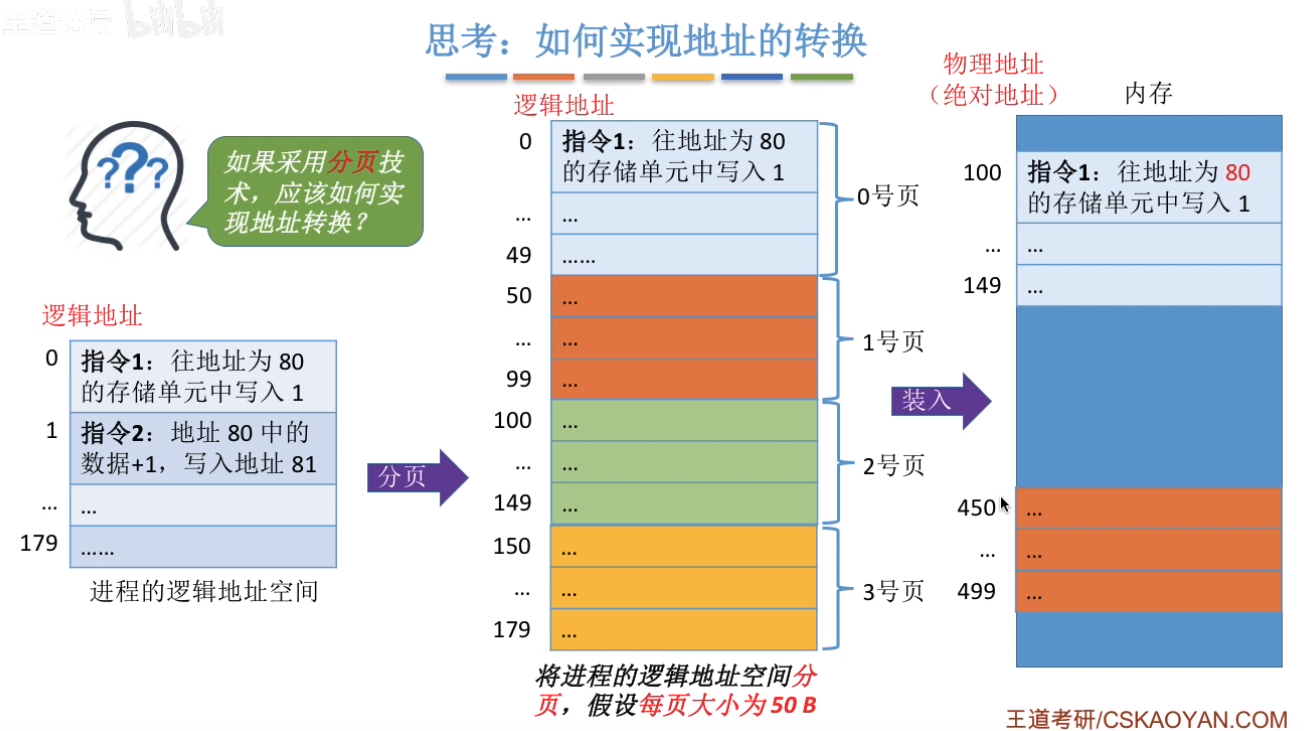 王道论坛
bilibili
思考：如何实现地址的转换
如果采用分页技
术，应该如何实
现地址转换？
逻辑地址
0
指令1：往地址为 80
的存储单元中写入 1
1
指令2：地址 80 中的
数据+1，写入地址 81
...
...
179
......
进程的逻辑地址空间
分页
逻辑地址
0
指令1：往地址为 80
的存储单元中写入 1
...
...
49
......
0号页
50
...
...
...
99
...
1号页
100
...
...
...
149
...
2号页
150
...
...
...
179
...
3号页
将进程的逻辑地址空间分
页，假设每页大小为 50 B
装入
物理地址
（绝对地址）
内存
100
指令1：往地址为 80
的存储单元中写入 1
...
...
149
...
450
...
...
...
499
...
王道考研/CSKAOYAN.COM